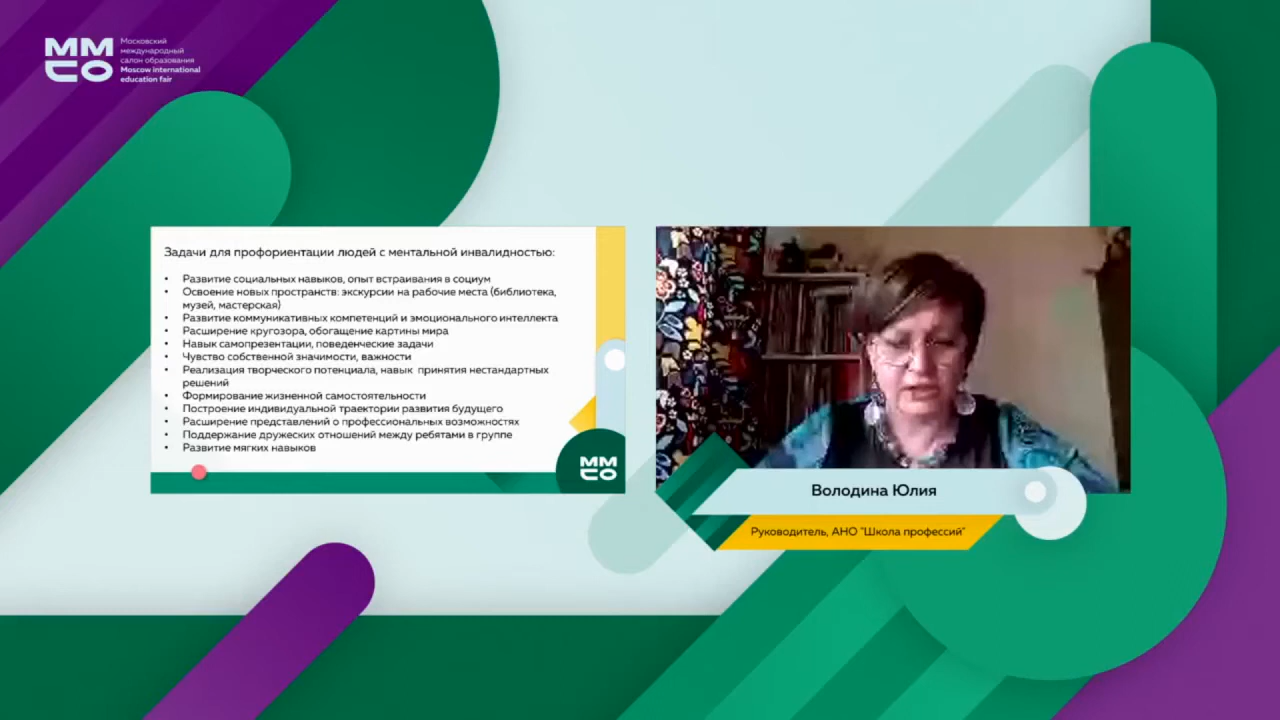 ММ
СО
Московский
международный
салон образования
Moscow international
education fair
Задачи для профориентации людей с ментальной инвалидностью:
• Развитие социальных навыков, опыт встраивания в социум
• Освоение новых пространств: экскурсии на рабочие места (библиотека,
музей, мастерская)
• Развитие коммуникативных компетенций и эмоционального интеллекта
• Расширение кругозора, обогащение картины мира
• Навык самопрезентации, поведенческие задачи
• Чувство собственной значимости, важности
• Реализация творческого потенциала, навык принятия нестандартных
решений
• Формирование жизненной самостоятельности
• Построение индивидуальной траектории развития будущего
• Расширение представлений о профессиональных возможностях
• Поддержание дружеских отношений между ребятами в группе
• Развитие мягких навыков
ММ
СО
Володина Юлия
Руководитель, АНО "Школа профессий"